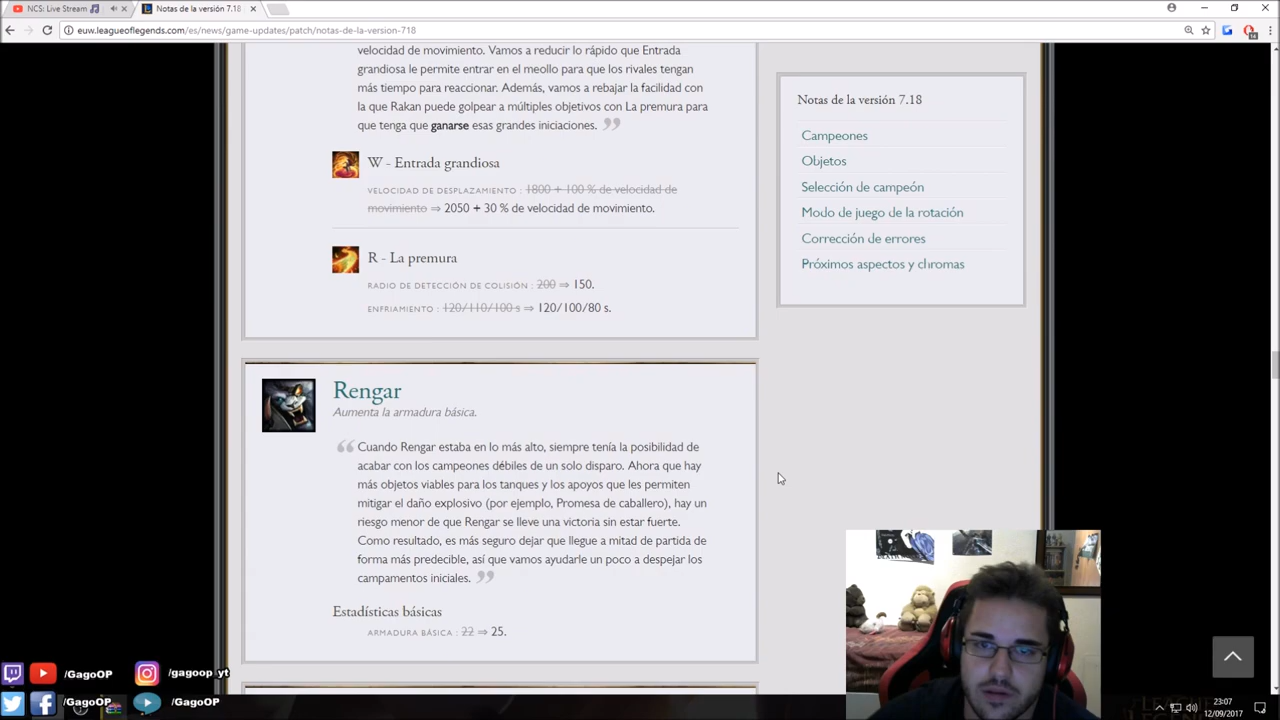 NCS: Live Stream
Notas de la versión 7.18
euw.leagueoflegends.com/es/news/game-updates/patch/notas-de-la-version-718
velocidad de movimiento. Vamos a reducir lo rápido que Entrada
grandiosa le permite entrar en el meollo para que los rivales tengan
más tiempo para reaccionar. Además, vamos a rebajar la facilidad con
la que Rakan puede golpear a múltiples objetivos con La premura para
que tenga que ganarse esas grandes iniciaciones.
W - Entrada grandiosa
VELOCIDAD DE DESPLAZAMIENTO : 1800 + 100 % de velocidad de
movimiento ⇒ 2050 + 30 % de velocidad de movimiento.
R - La premura
RADIO DE DETECCIÓN DE COLISIÓN : 200 ⇒ 150.
ENFRIAMIENTO : 120/110/100 s ⇒ 120/100/80 s.
Rengar
Aumenta la armadura básica.
Cuando Rengar estaba en lo más alto, siempre tenía la posibilidad de
acabar con los campeones débiles de un solo disparo. Ahora que hay
más objetos viables para los tanques y los apoyos que les permiten
mitigar el daño explosivo (por ejemplo, Promesa de caballero), hay un
riesgo menor de que Rengar se lleve una victoria sin estar fuerte.
Como resultado, es más seguro dejar que llegue a mitad de partida de
forma más predecible, así que vamos ayudarle un poco a despejar los
campamentos iniciales.
Estadísticas básicas
ARMADURA BÁSICA : 22 ⇒ 25.
Notas de la versión 7.18
Campeones
Objetos
Selección de campeón
Modo de juego de la rotación
Corrección de errores
Próximos aspectos y chromas
/GagoOP
/gagoop_yt
/GagoOP
/GagoOP
23:07
12/09/2017